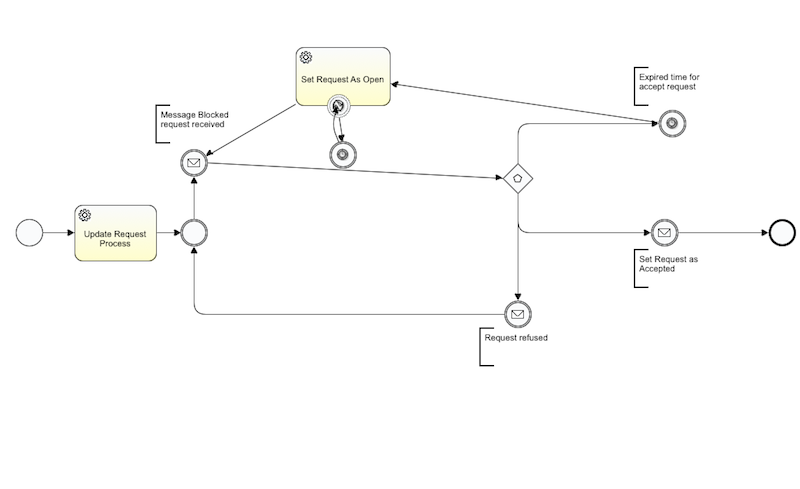 Set Request As Open
Expired time for
accept request
Message Blocked
request received
Update Request
Process
Set Request as
Accepted
Request refused